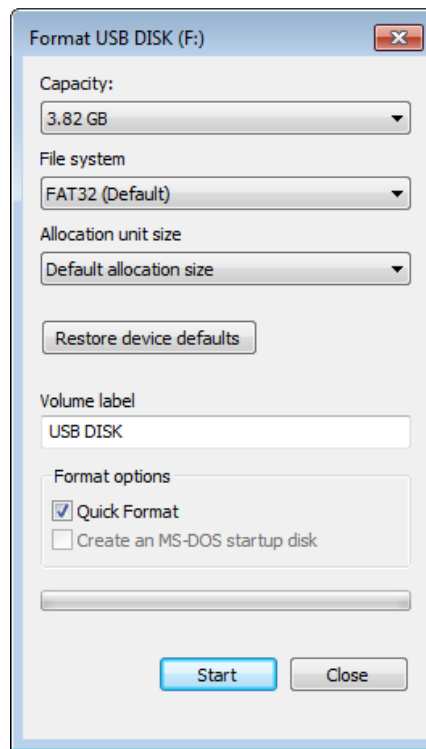 Format USB DISK (F:)
Capacity:
3.82 GB
File system
FAT32 (Default)
Allocation unit size
Default allocation size
Restore device defaults
Volume label
USB DISK
Format options
Quick Format
Create an MS-DOS startup disk
Start Close